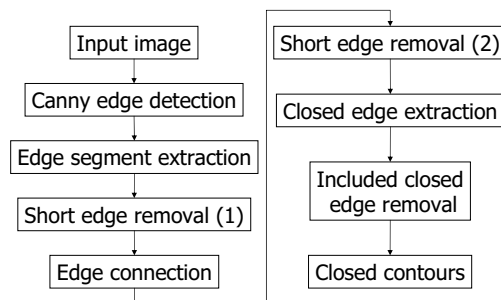 Input image
Canny edge detection
Edge segment extraction
Short edge removal (1)
Edge connection
Short edge removal (2)
Closed edge extraction
Included closed
edge removal
Closed contours